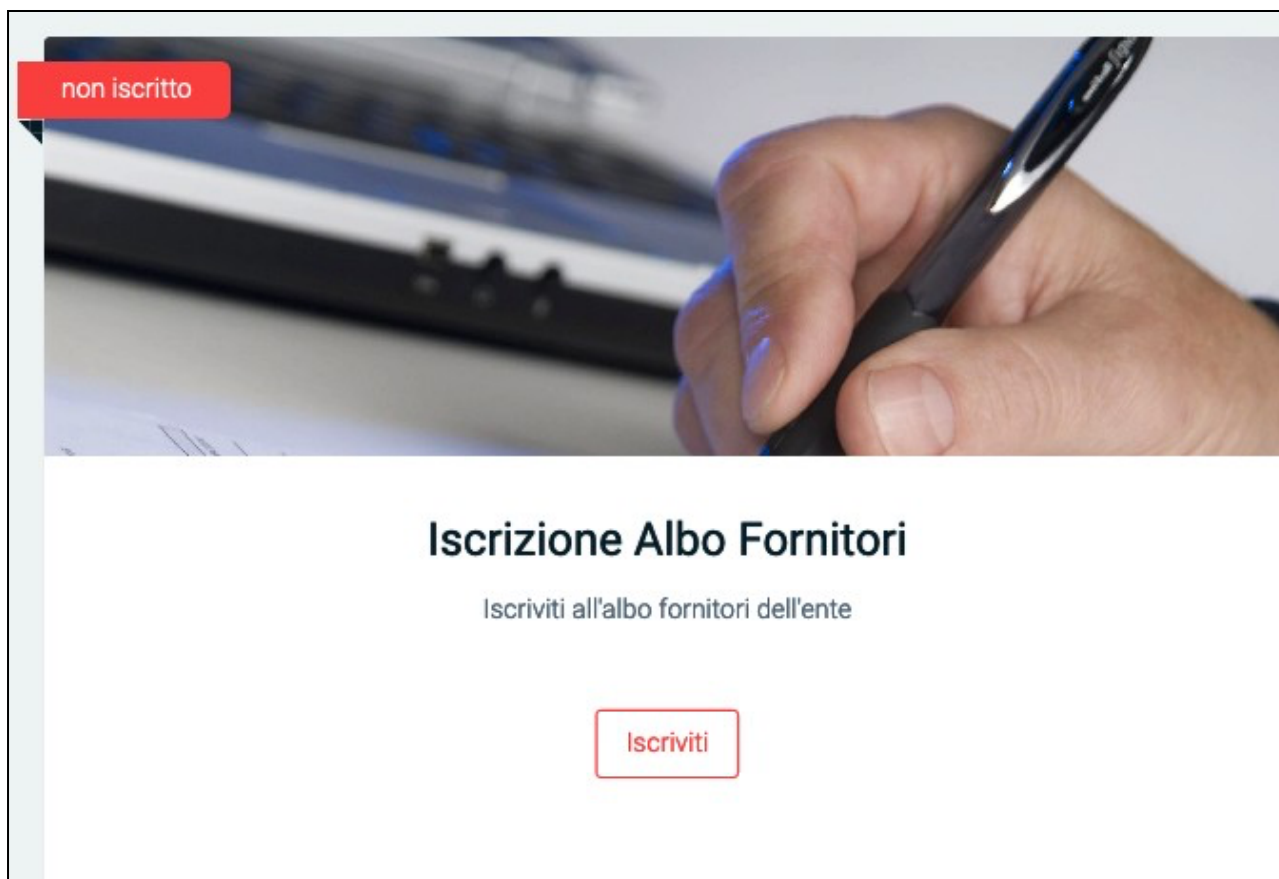 non iscritto
Iscrizione Albo Fornitori
Iscriviti all'albo fornitori dell'ente
Iscriviti